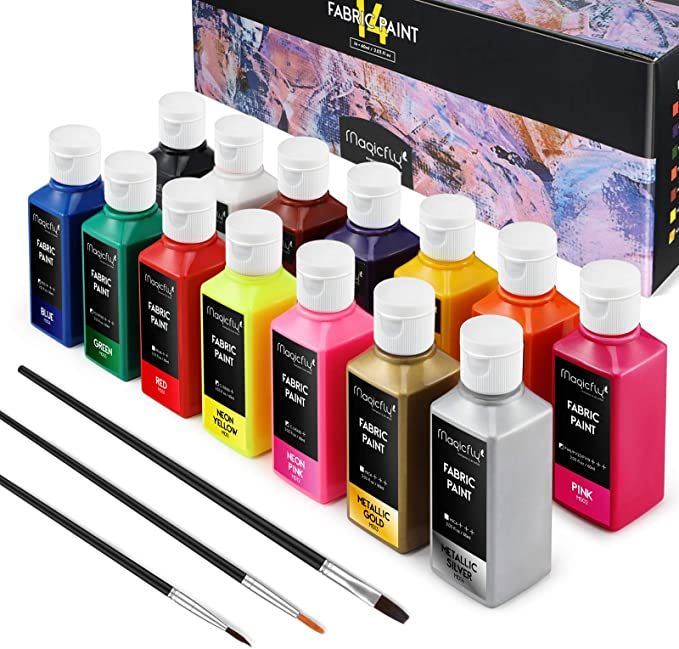 FABRIC PAINT
14
Magicfly
Magicfly
FABRIC
PAINT
BLUE
Magicfly
FABRIC
PAINT
GREEN
Magicfly
FABRIC
PAINT
RED
Magicfly
FABRIC
PAINT
NEON
YELLOW
Magicfly
FABRIC
PAINT
NEON
PINK
Magicfly
FABRIC
PAINT
METALLIC
GOLD
Magicfly
FABRIC
PAINT
METALLIC
SILVER
Magicfly
FABRIC
PAINT
PINK